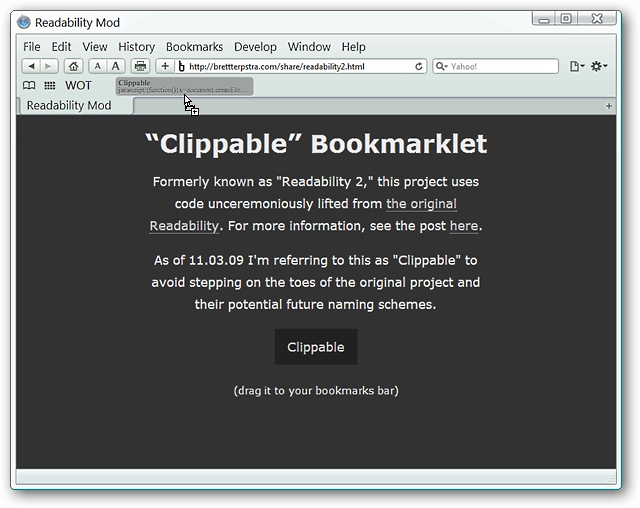 Readability Mod
File Edit View History Bookmarks Develop Window Help
A A + b http://brettterpstra.com/share/readability2.html Yahoo!
WOT Clippable
javascript:(function(){x=document.createEle...
Readability Mod +
“Clippable” Bookmarklet
Formerly known as "Readability 2," this project uses
code unceremoniously lifted from the original
Readability. For more information, see the post here.
As of 11.03.09 I'm referring to this as "Clippable" to
avoid stepping on the toes of the original project and
their potential future naming schemes.
Clippable
(drag it to your bookmarks bar)